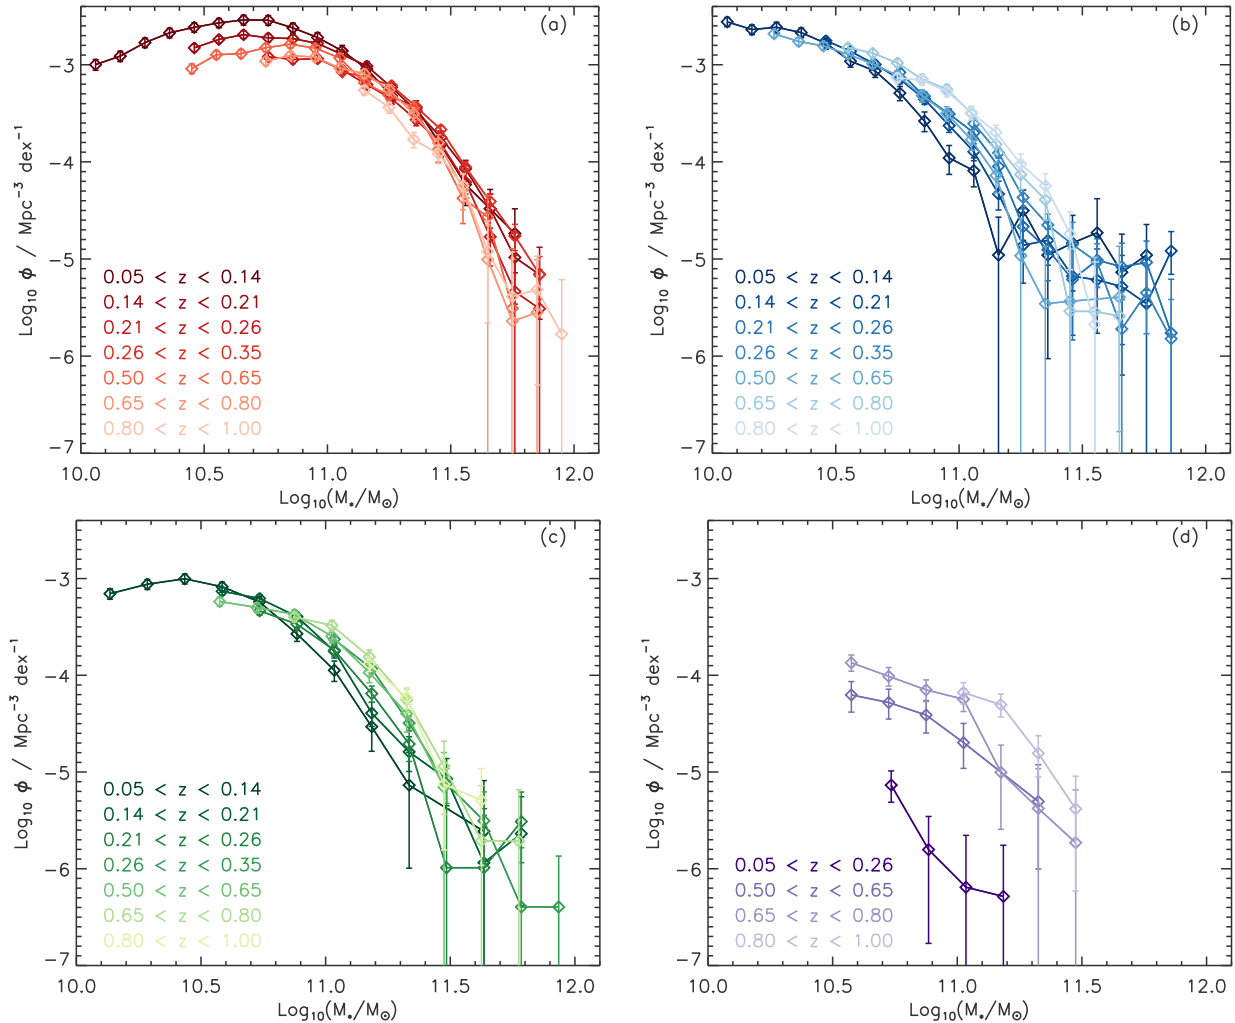 (a)
−3
−4
−5
−6
−7
Log₁₀ ϕ / Mpc⁻³ dex⁻¹
0.05 < z < 0.14
0.14 < z < 0.21
0.21 < z < 0.26
0.26 < z < 0.35
0.50 < z < 0.65
0.65 < z < 0.80
0.80 < z < 1.00
10.0 10.5 11.0 11.5 12.0
Log₁₀(M⁎/M⊙)
(b)
−3
−4
−5
−6
−7
Log₁₀ ϕ / Mpc⁻³ dex⁻¹
0.05 < z < 0.14
0.14 < z < 0.21
0.21 < z < 0.26
0.26 < z < 0.35
0.50 < z < 0.65
0.65 < z < 0.80
0.80 < z < 1.00
10.0 10.5 11.0 11.5 12.0
Log₁₀(M⁎/M⊙)
(c)
−3
−4
−5
−6
−7
Log₁₀ ϕ / Mpc⁻³ dex⁻¹
0.05 < z < 0.14
0.14 < z < 0.21
0.21 < z < 0.26
0.26 < z < 0.35
0.50 < z < 0.65
0.65 < z < 0.80
0.80 < z < 1.00
10.0 10.5 11.0 11.5 12.0
Log₁₀(M⁎/M⊙)
(d)
−3
−4
−5
−6
−7
Log₁₀ ϕ / Mpc⁻³ dex⁻¹
0.05 < z < 0.26
0.50 < z < 0.65
0.65 < z < 0.80
0.80 < z < 1.00
10.0 10.5 11.0 11.5 12.0
Log₁₀(M⁎/M⊙)